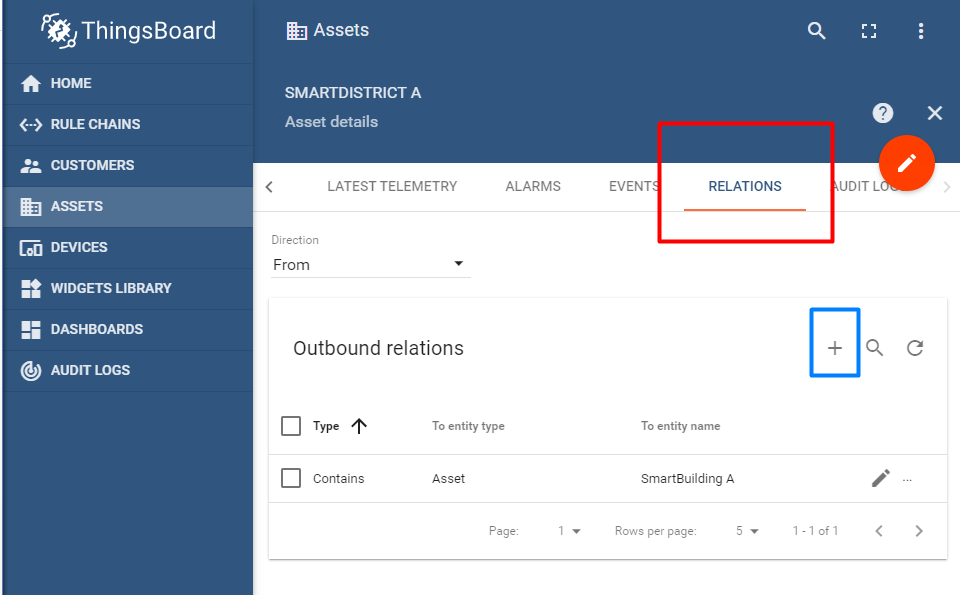 ThingsBoard
Assets
HOME
SMARTDISTRICT A
Asset details
?
RULE CHAINS
CUSTOMERS
LATEST TELEMETRY ALARMS EVENTS RELATIONS AUDIT LOG
ASSETS
Direction
From
DEVICES
WIDGETS LIBRARY
DASHBOARDS
AUDIT LOGS
Outbound relations
Type To entity type To entity name
Contains Asset SmartBuilding A ...
Page: 1 Rows per page: 5 1 - 1 of 1